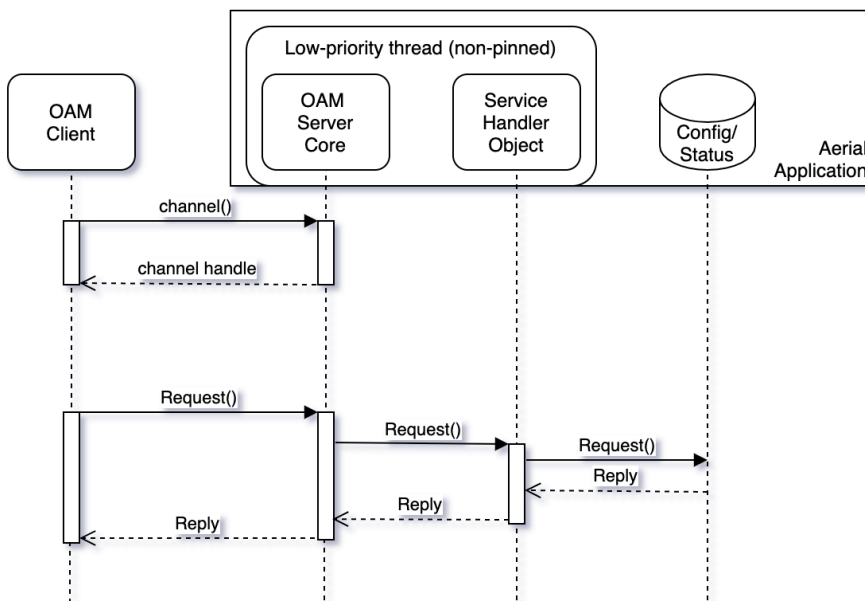 Low-priority thread (non-pinned)
OAM
Client
OAM
Server
Core
Service
Handler
Object
Config/
Status
Aerial
Application
channel()
channel handle
Request()
Request()
Request()
Reply
Reply
Reply